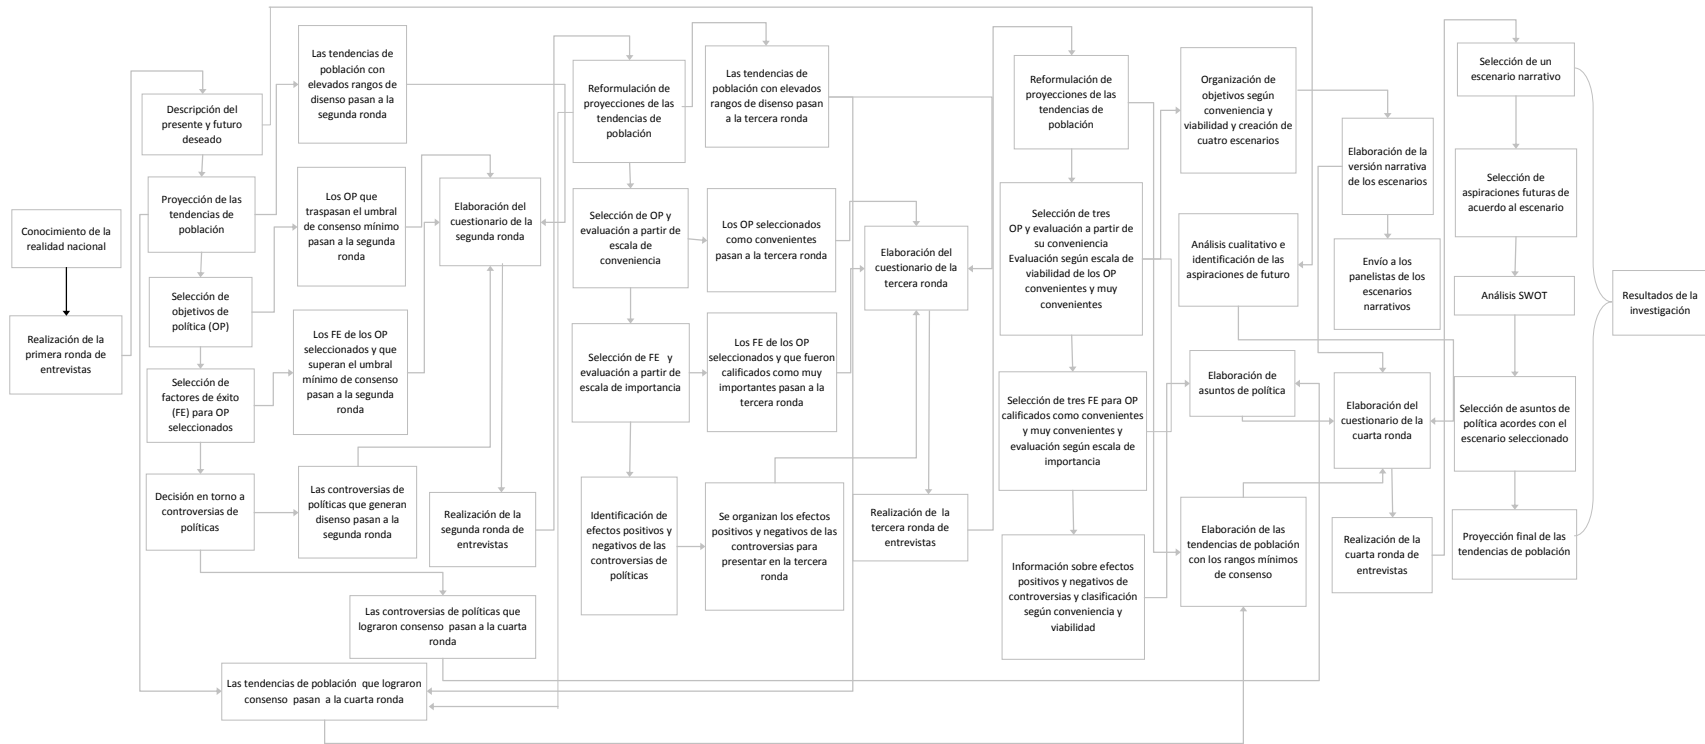 Conocimiento de la
realidad nacional
Realización de la
primera ronda de
entrevistas
Descripción del
presente y futuro
deseado
Proyección de las
tendencias de
población
Selección de
objetivos de
política (OP)
Selección de
factores de éxito
(FE) para OP
seleccionados
Decisión en torno a
controversias de
políticas
Las tendencias de
población con
elevados rangos de
disenso pasan a la
segunda ronda
Los OP que
traspasan el umbral
de consenso mínimo
pasan a la segunda
ronda
Los FE de los OP
seleccionados y que
superan el umbral
mínimo de consenso
pasan a la segunda
ronda
Las controversias de
políticas que generan
disenso pasan a la
segunda ronda
Las controversias de políticas que
lograron consenso pasan a la cuarta
ronda
Las tendencias de población que lograron
consenso pasan a la cuarta ronda
Elaboración del
cuestionario de la
segunda ronda
Realización de la
segunda ronda de
entrevistas
Reformulación de
proyecciones de las
tendencias de
población
Selección de OP y
evaluación a partir de
escala de
conveniencia
Selección de FE y
evaluación a partir de
escala de importancia
Identificación de
efectos positivos y
negativos de las
controversias de
políticas
Las tendencias de
población con elevados
rangos de disenso pasan
a la tercera ronda
Los OP seleccionados
como convenientes
pasan a la tercera ronda
Los FE de los OP
seleccionados y que fueron
calificados como muy
importantes pasan a la
tercera ronda
Se organizan los efectos
positivos y negativos de las
controversias para
presentar en la tercera
ronda
Elaboración del
cuestionario de la
tercera ronda
Realización de la
tercera ronda de
entrevistas
Reformulación de
proyecciones de las
tendencias de
población
Selección de tres
OP y evaluación a partir de
su conveniencia
Evaluación según escala de
viabilidad de los OP
convenientes y muy
convenientes
Selección de tres FE para OP
calificados como convenientes
y muy convenientes y
evaluación según escala de
importancia
Información sobre efectos
positivos y negativos de
controversias y clasificación
según conveniencia y
viabilidad
Organización de
objetivos según
conveniencia y
viabilidad y creación de
cuatro escenarios
Análisis cualitativo e
identificación de las
aspiraciones de futuro
Elaboración de
asuntos de política
Elaboración de las
tendencias de población
con los rangos mínimos
de consenso
Elaboración de la
versión narrativa
de los escenarios
Envío a los
panelistas de los
escenarios
narrativos
Elaboración del
cuestionario de la
cuarta ronda
Realización de la
cuarta ronda de
entrevistas
Selección de un
escenario narrativo
Selección de
aspiraciones futuras de
acuerdo al escenario
Análisis SWOT
Selección de asuntos de
política acordes con el
escenario seleccionado
Proyección final de las
tendencias de población
Resultados de la
investigación